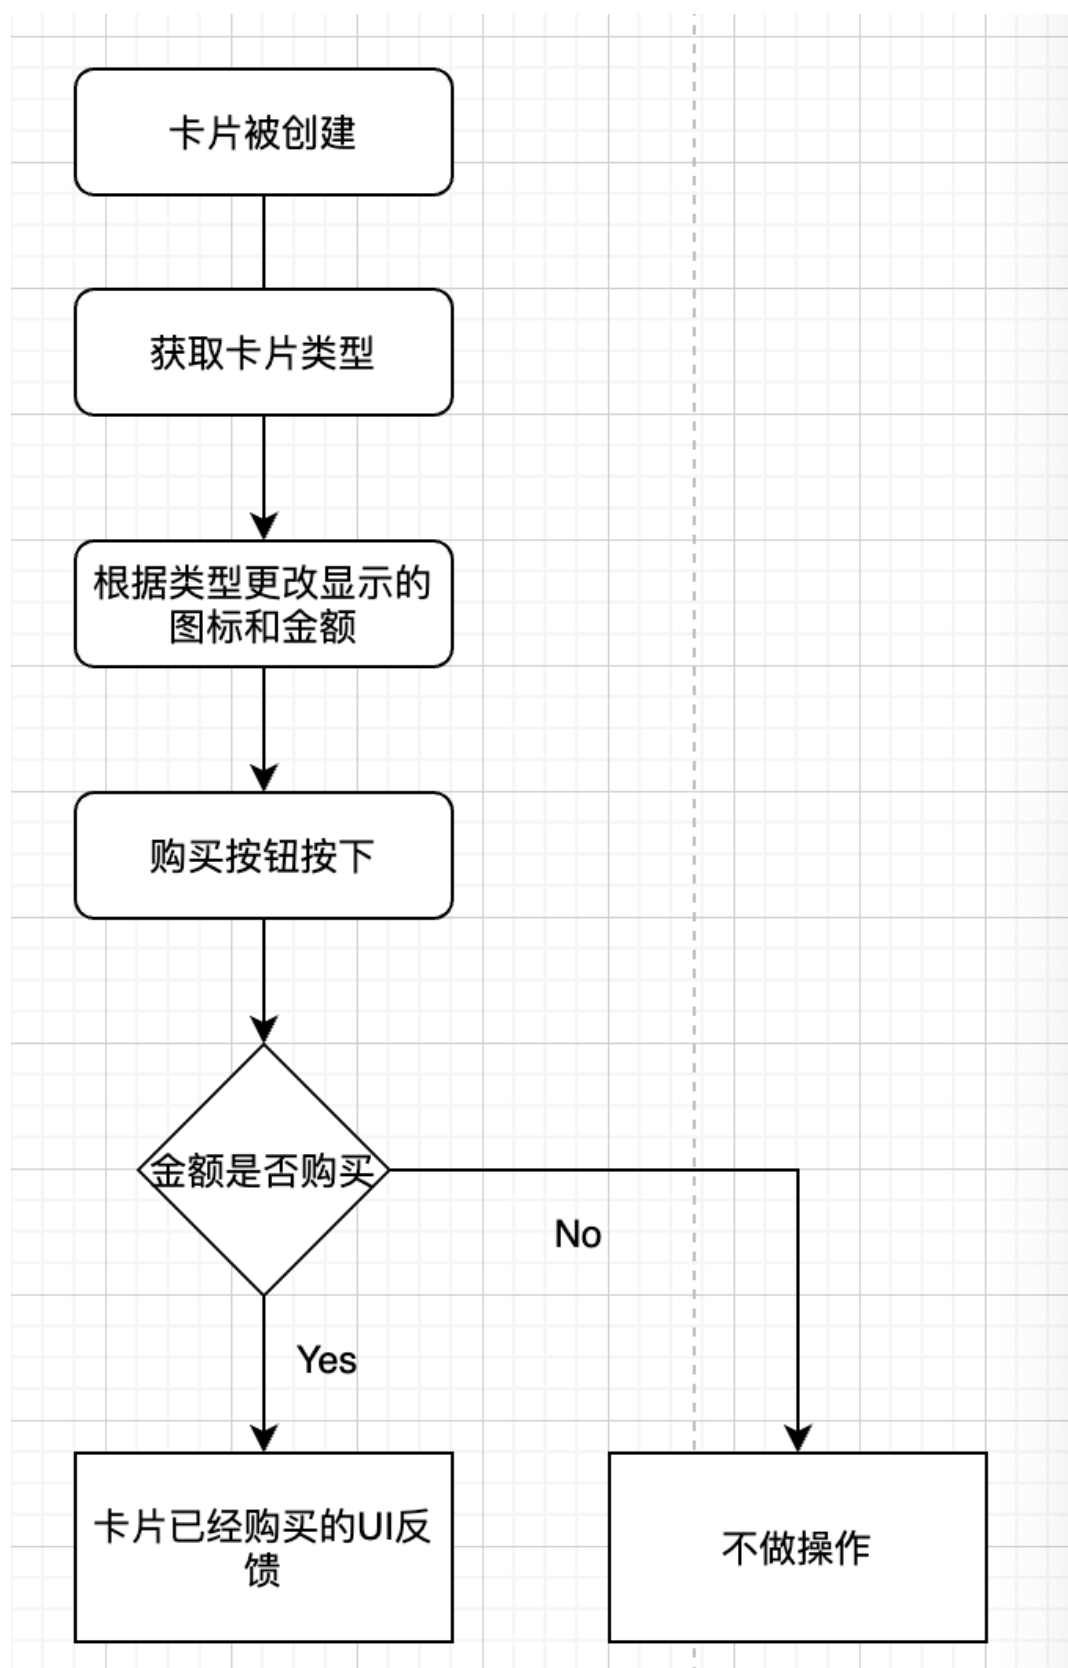 卡片被创建
获取卡片类型
根据类型更改显示的
图标和金额
购买按钮按下
金额是否购买
No
Yes
卡片已经购买的UI反
馈
不做操作